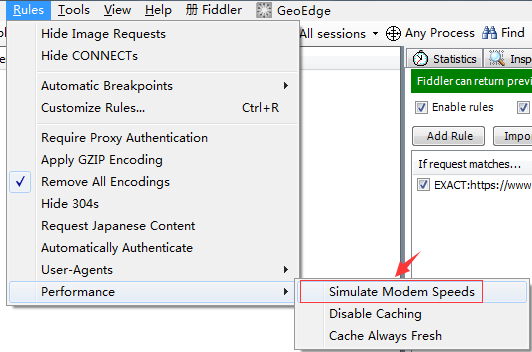 Rules Tools View Help 册 Fiddler GeoEdge
All sessions Any Process Find
Hide Image Requests
Hide CONNECTs
Automatic Breakpoints
Customize Rules... Ctrl+R
Require Proxy Authentication
Apply GZIP Encoding
Remove All Encodings
Hide 304s
Request Japanese Content
Automatically Authenticate
User-Agents
Performance
Simulate Modem Speeds
Disable Caching
Cache Always Fresh
Statistics Insp
Fiddler can return previ
Enable rules
Add Rule Impor
If request matches...
EXACT:https://www